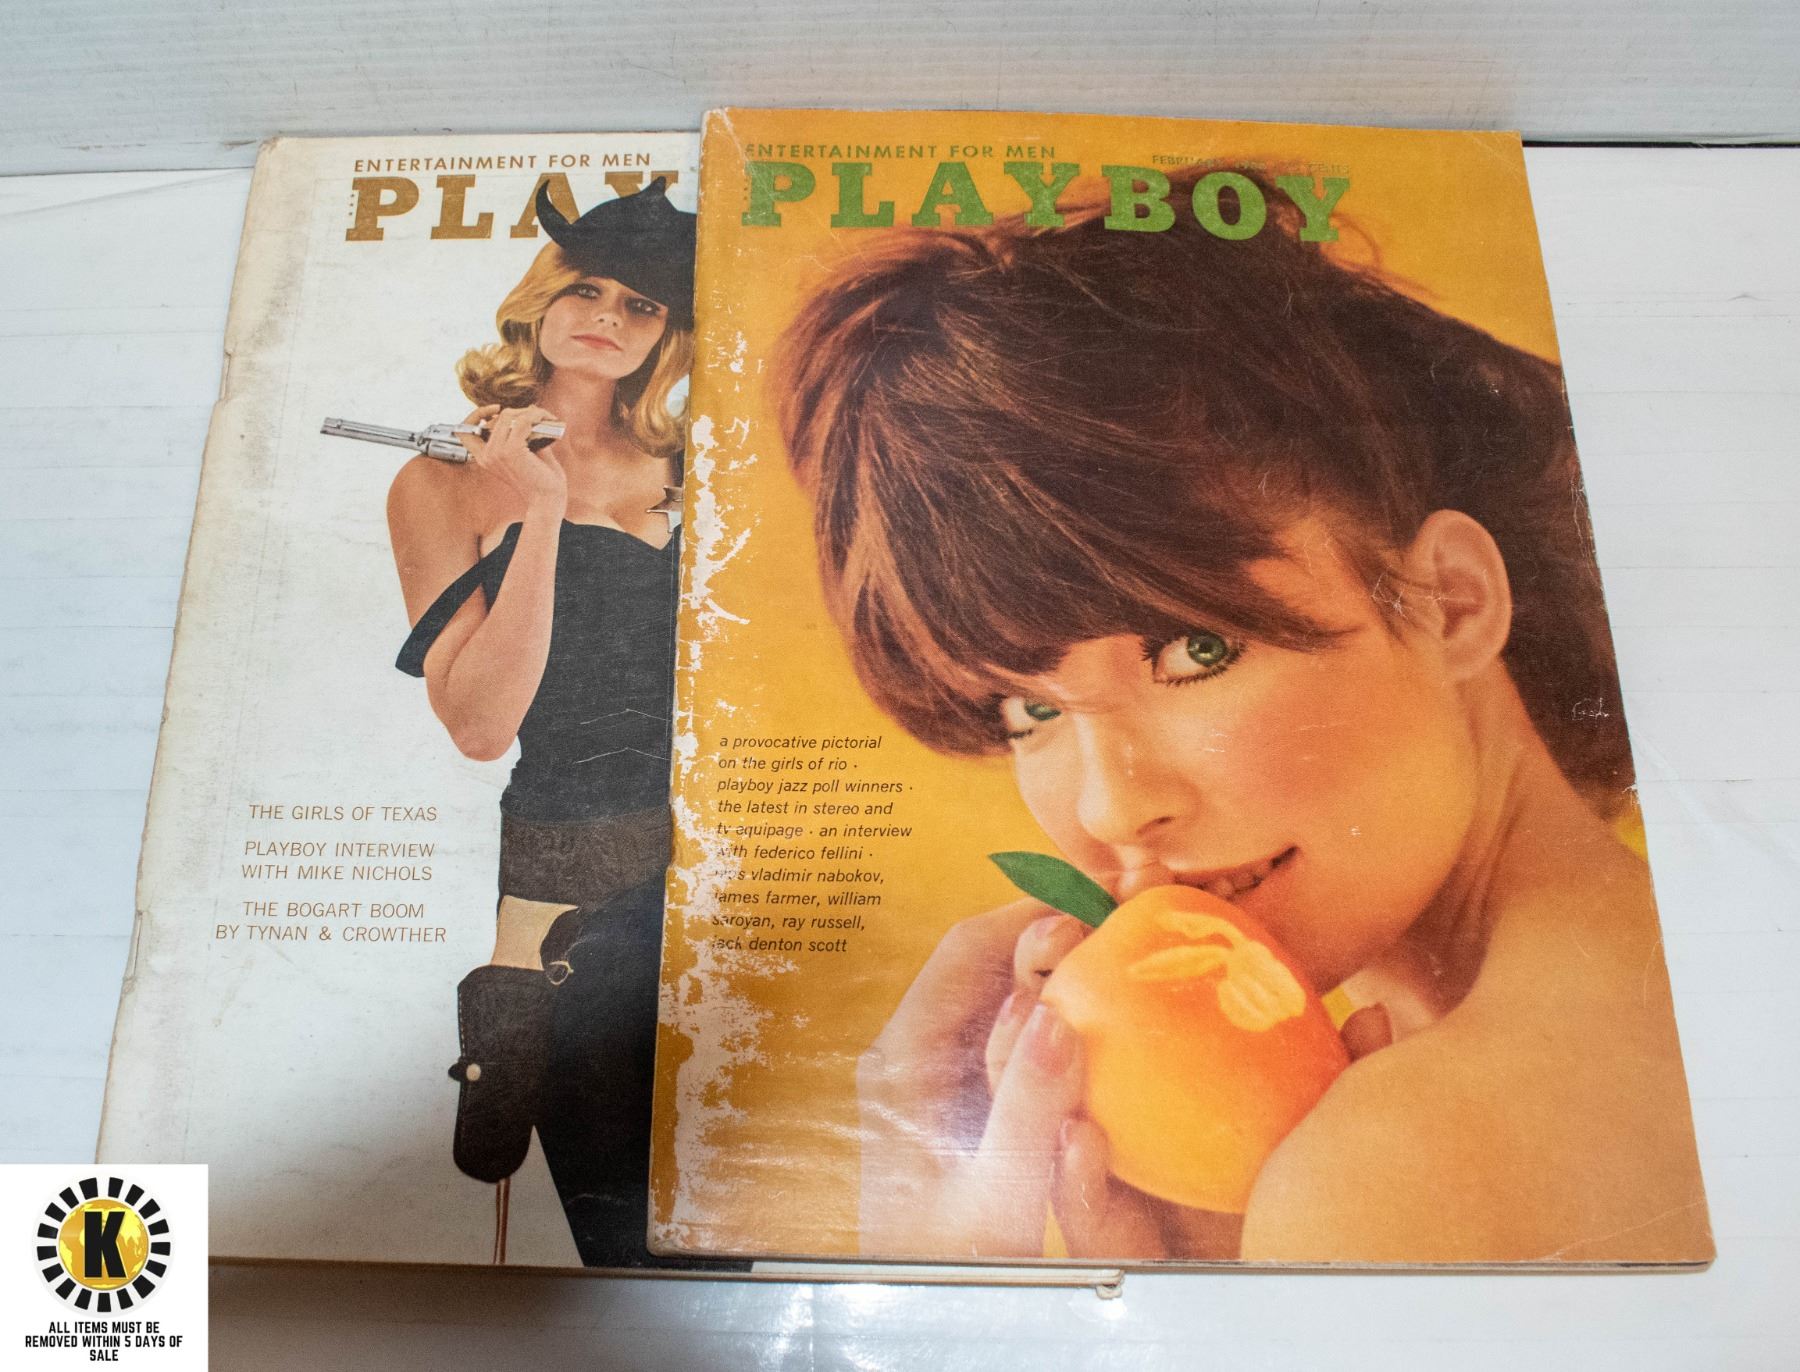 ENTERTAINMENT FOR MEN
PLAY
THE GIRLS OF TEXAS
PLAYBOY INTERVIEW
WITH MIKE NICHOLS
THE BOGART BOOM
BY TYNAN & CROWTHER
ENTERTAINMENT FOR MEN
FEBRUARY CENTS
PLAYBOY
a provocative pictorial
on the girls of rio ·
playboy jazz poll winners ·
the latest in stereo and
tv equipage · an interview
with federico fellini ·
vladimir nabokov,
james farmer, william
saroyan, ray russell,
jack denton scott
K
ALL ITEMS MUST BE
REMOVED WITHIN 5 DAYS OF
SALE